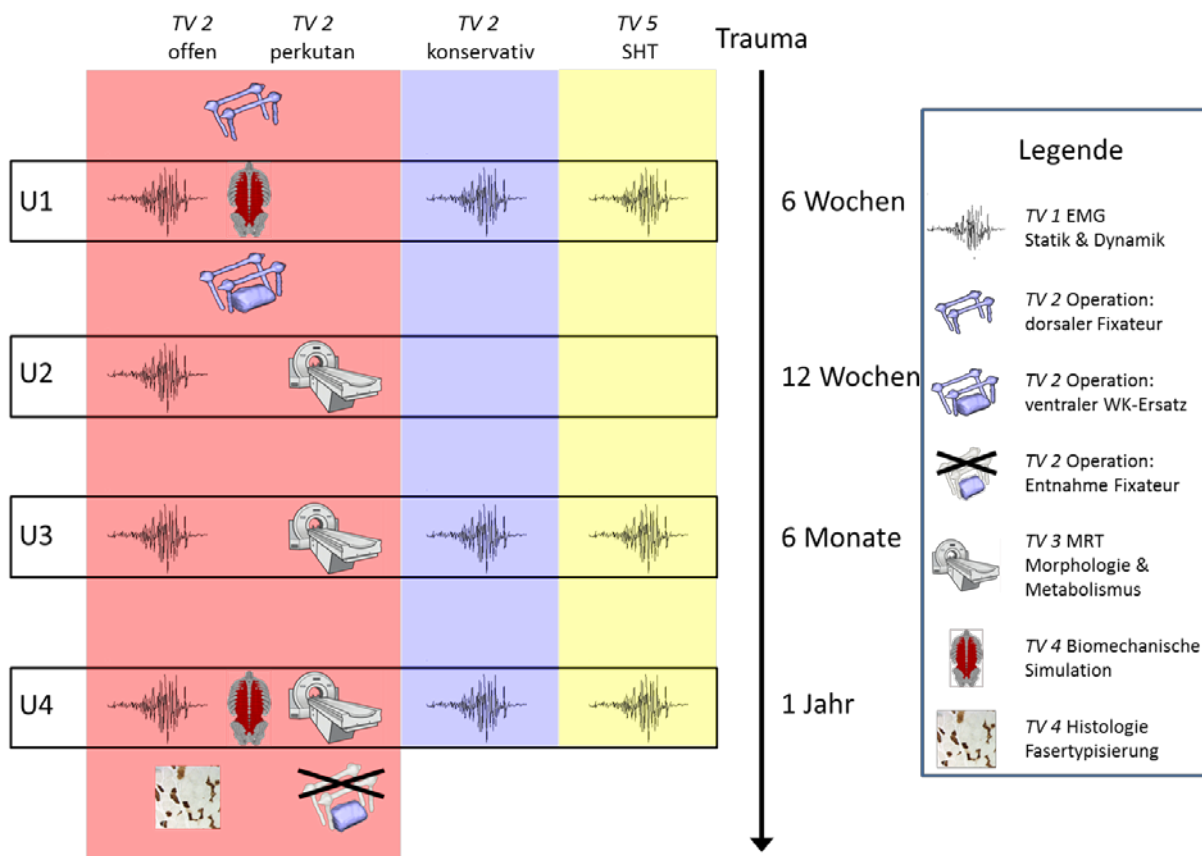 TV 2
offen
TV 2
perkutan
TV 2
konservativ
TV 5
SHT
Trauma
U1
6 Wochen
U2
12 Wochen
U3
6 Monate
U4
1 Jahr
Legende
TV 1 EMG
Statik & Dynamik
TV 2 Operation:
dorsaler Fixateur
TV 2 Operation:
ventraler WK-Ersatz
TV 2 Operation:
Entnahme Fixateur
TV 3 MRT
Morphologie &
Metabolismus
TV 4 Biomechanische
Simulation
TV 4 Histologie
Fasertypisierung